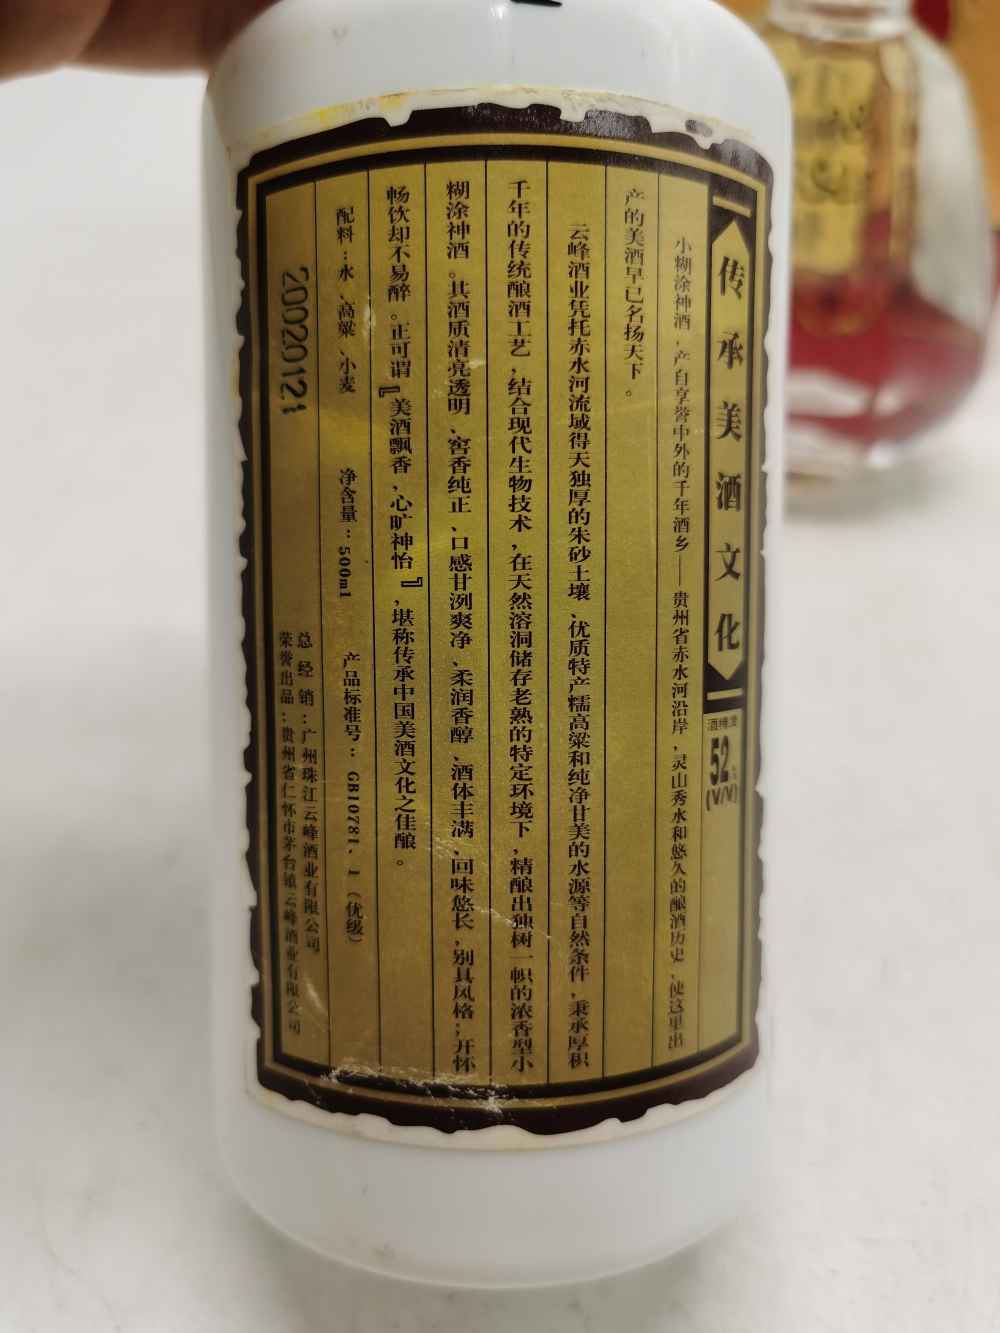 传承美酒文化
酒精度
52
(V/V)
小糊涂神酒，产自享誉中外的千年酒乡——贵州省赤水河沿岸，灵山秀水和悠久的酿酒历史，使这里出
产的美酒早已名扬天下。
云峰酒业凭托赤水河流域得天独厚的朱砂土壤、优质特产糯高粱和纯净甘美的水源等自然条件，秉承厚积
千年的传统酿酒工艺，结合现代生物技术，在天然溶洞储存老熟的特定环境下，精酿出独树一帜的浓香型小
糊涂神酒。其酒质清亮透明、窖香纯正、口感甘洌爽净、柔润香醇、酒体丰满、回味悠长，别具风格；开怀
畅饮却不易醉。正可谓『美酒飘香，心旷神怡』，堪称传承中国美酒文化之佳酿。
配料：水、高粱、小麦 净含量：500ml 产品标准号：GB10781.1（优级）
总经销：广州珠江云峰酒业有限公司
荣誉出品：贵州省仁怀市茅台镇云峰酒业有限公司